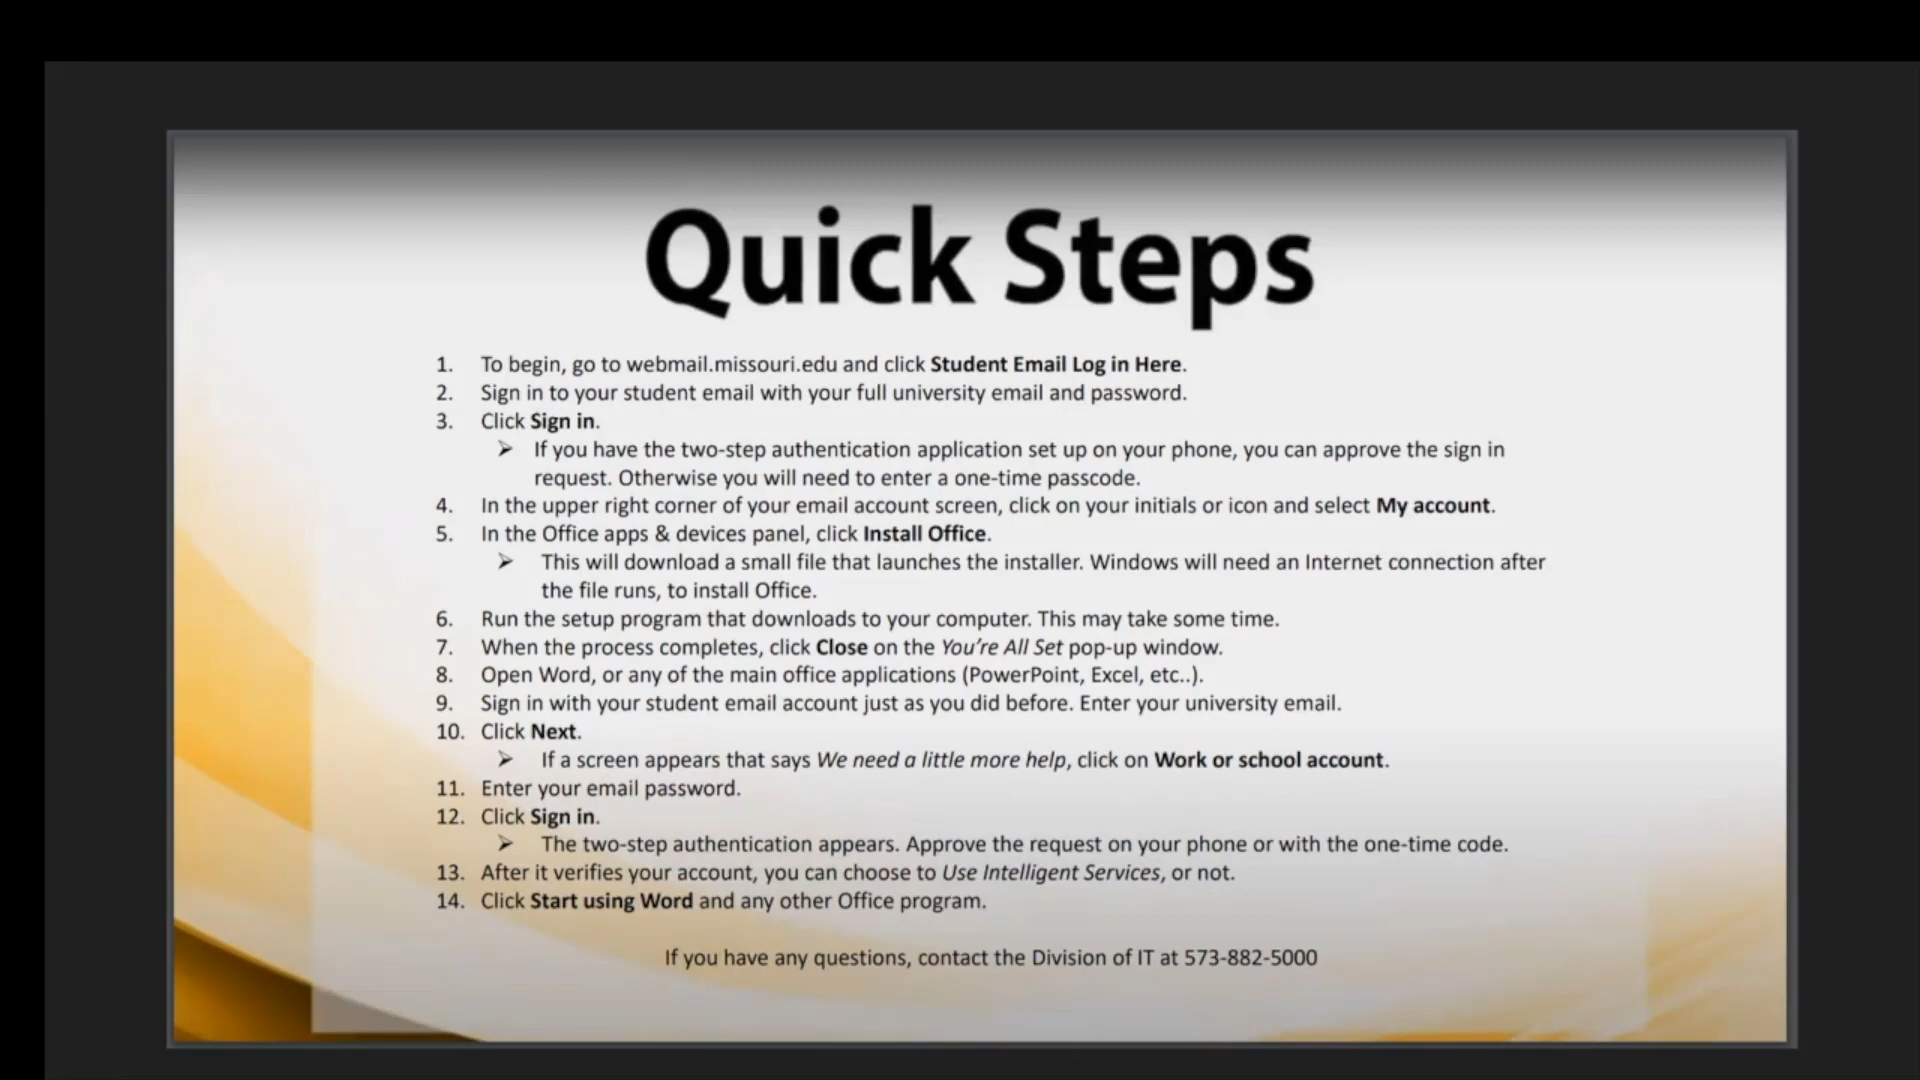 Quick Steps
1. To begin, go to webmail.missouri.edu and click Student Email Log in Here.
2. Sign in to your student email with your full university email and password.
3. Click Sign in.
➢ If you have the two-step authentication application set up on your phone, you can approve the sign in
request. Otherwise you will need to enter a one-time passcode.
4. In the upper right corner of your email account screen, click on your initials or icon and select My account.
5. In the Office apps & devices panel, click Install Office.
➢ This will download a small file that launches the installer. Windows will need an Internet connection after
the file runs, to install Office.
6. Run the setup program that downloads to your computer. This may take some time.
7. When the process completes, click Close on the You’re All Set pop-up window.
8. Open Word, or any of the main office applications (PowerPoint, Excel, etc..).
9. Sign in with your student email account just as you did before. Enter your university email.
10. Click Next.
➢ If a screen appears that says We need a little more help, click on Work or school account.
11. Enter your email password.
12. Click Sign in.
➢ The two-step authentication appears. Approve the request on your phone or with the one-time code.
13. After it verifies your account, you can choose to Use Intelligent Services, or not.
14. Click Start using Word and any other Office program.
If you have any questions, contact the Division of IT at 573-882-5000